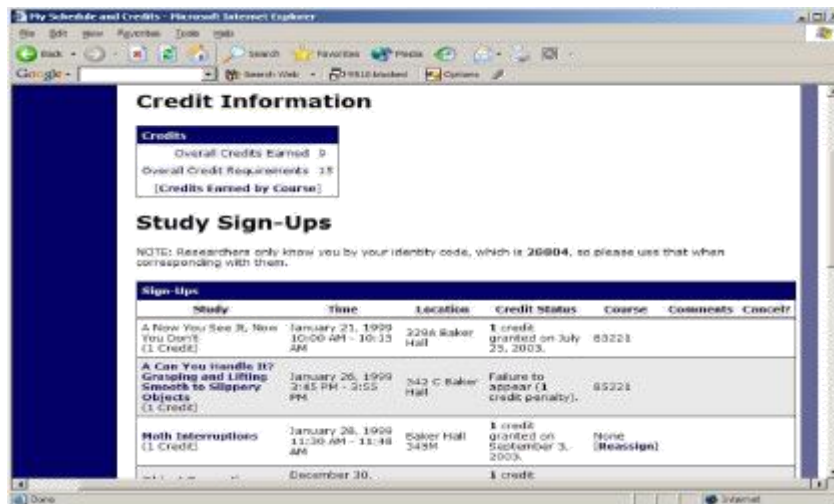 My Schedule and Credits - Microsoft Internet Explorer
File Edit View Favorites Tools Help
Back Search Favorites Media
Google Search Web blocked Options
Credit Information
Credits
Overall Credits Earned 9
Overall Credit Requirements 15
[Credits Earned by Course]
Study Sign-Ups
NOTE: Researchers only know you by your identity code, which is 26804, so please use that when
corresponding with them.
Sign-Ups
Study Time Location Credit Status Course Comments Cancel?
A Now You See It, Now
You Don't
(1 Credit)
January 21, 1999
10:00 AM - 10:15
AM
329A Baker
Hall
1 credit
granted on July
25, 2003.
85221
A Can You Handle It?
Grasping and Lifting
Smooth to Slippery
Objects
(1 Credit)
January 26, 1999
3:45 PM - 3:55
PM
342 C Baker
Hall
Failure to
appear (1
credit penalty).
85221
Math Interruptions
(1 Credit)
January 28, 1999
11:30 AM - 11:48
AM
Baker Hall
340M
1 credit
granted on
September 3,
2003.
None
[Reassign]
December 30,
1 credit
Done
Internet